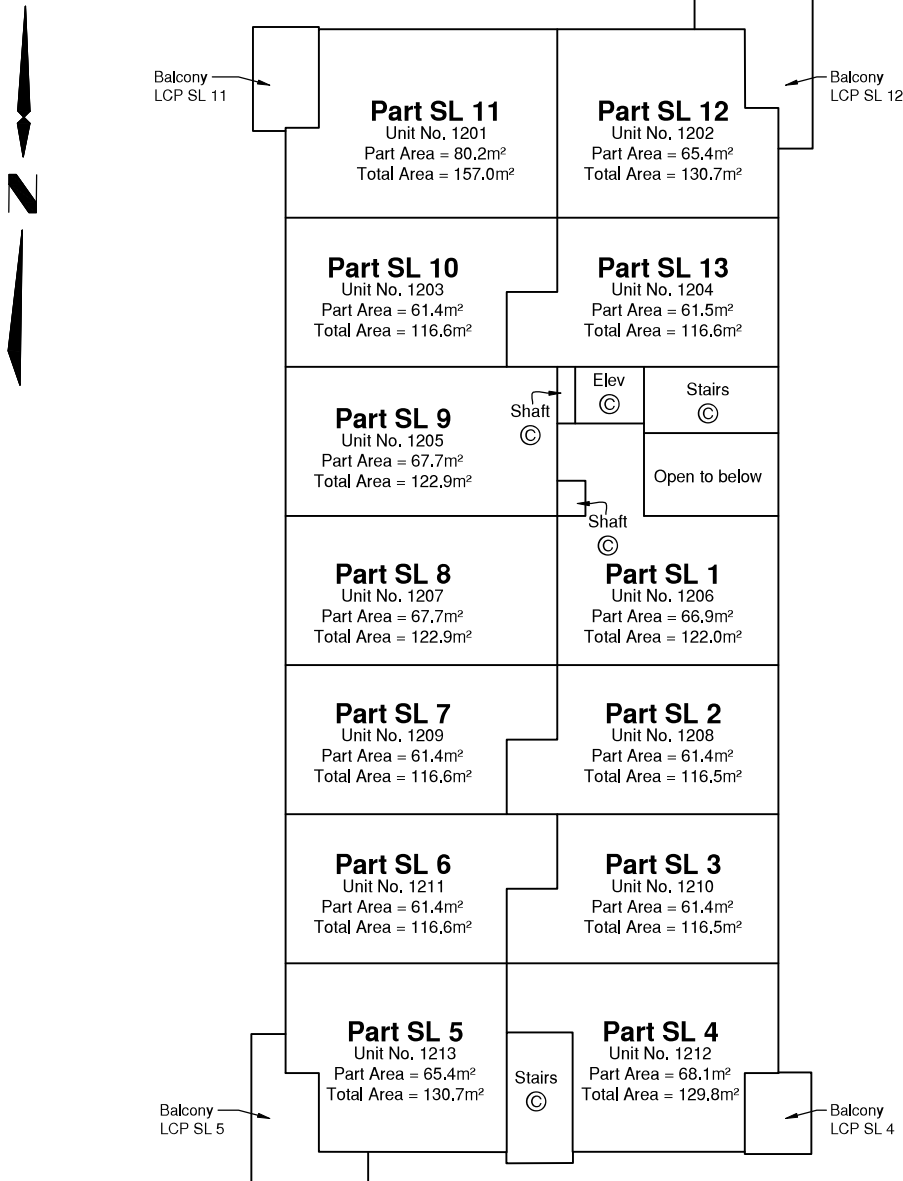 N
Balcony
LCP SL 11
Part SL 11
Unit No. 1201
Part Area = 80.2m²
Total Area = 157.0m²
Part SL 12
Unit No. 1202
Part Area = 65.4m²
Total Area = 130.7m²
Balcony
LCP SL 12
Part SL 10
Unit No. 1203
Part Area = 61.4m²
Total Area = 116.6m²
Part SL 13
Unit No. 1204
Part Area = 61.5m²
Total Area = 116.6m²
Part SL 9
Unit No. 1205
Part Area = 67.7m²
Total Area = 122.9m²
Shaft
©
Elev
©
Stairs
©
Open to below
Shaft
©
Part SL 8
Unit No. 1207
Part Area = 67.7m²
Total Area = 122.9m²
Part SL 1
Unit No. 1206
Part Area = 66.9m²
Total Area = 122.0m²
Part SL 7
Unit No. 1209
Part Area = 61.4m²
Total Area = 116.6m²
Part SL 2
Unit No. 1208
Part Area = 61.4m²
Total Area = 116.5m²
Part SL 6
Unit No. 1211
Part Area = 61.4m²
Total Area = 116.6m²
Part SL 3
Unit No. 1210
Part Area = 61.4m²
Total Area = 116.5m²
Part SL 5
Unit No. 1213
Part Area = 65.4m²
Total Area = 130.7m²
Stairs
©
Part SL 4
Unit No. 1212
Part Area = 68.1m²
Total Area = 129.8m²
Balcony
LCP SL 5
Balcony
LCP SL 4